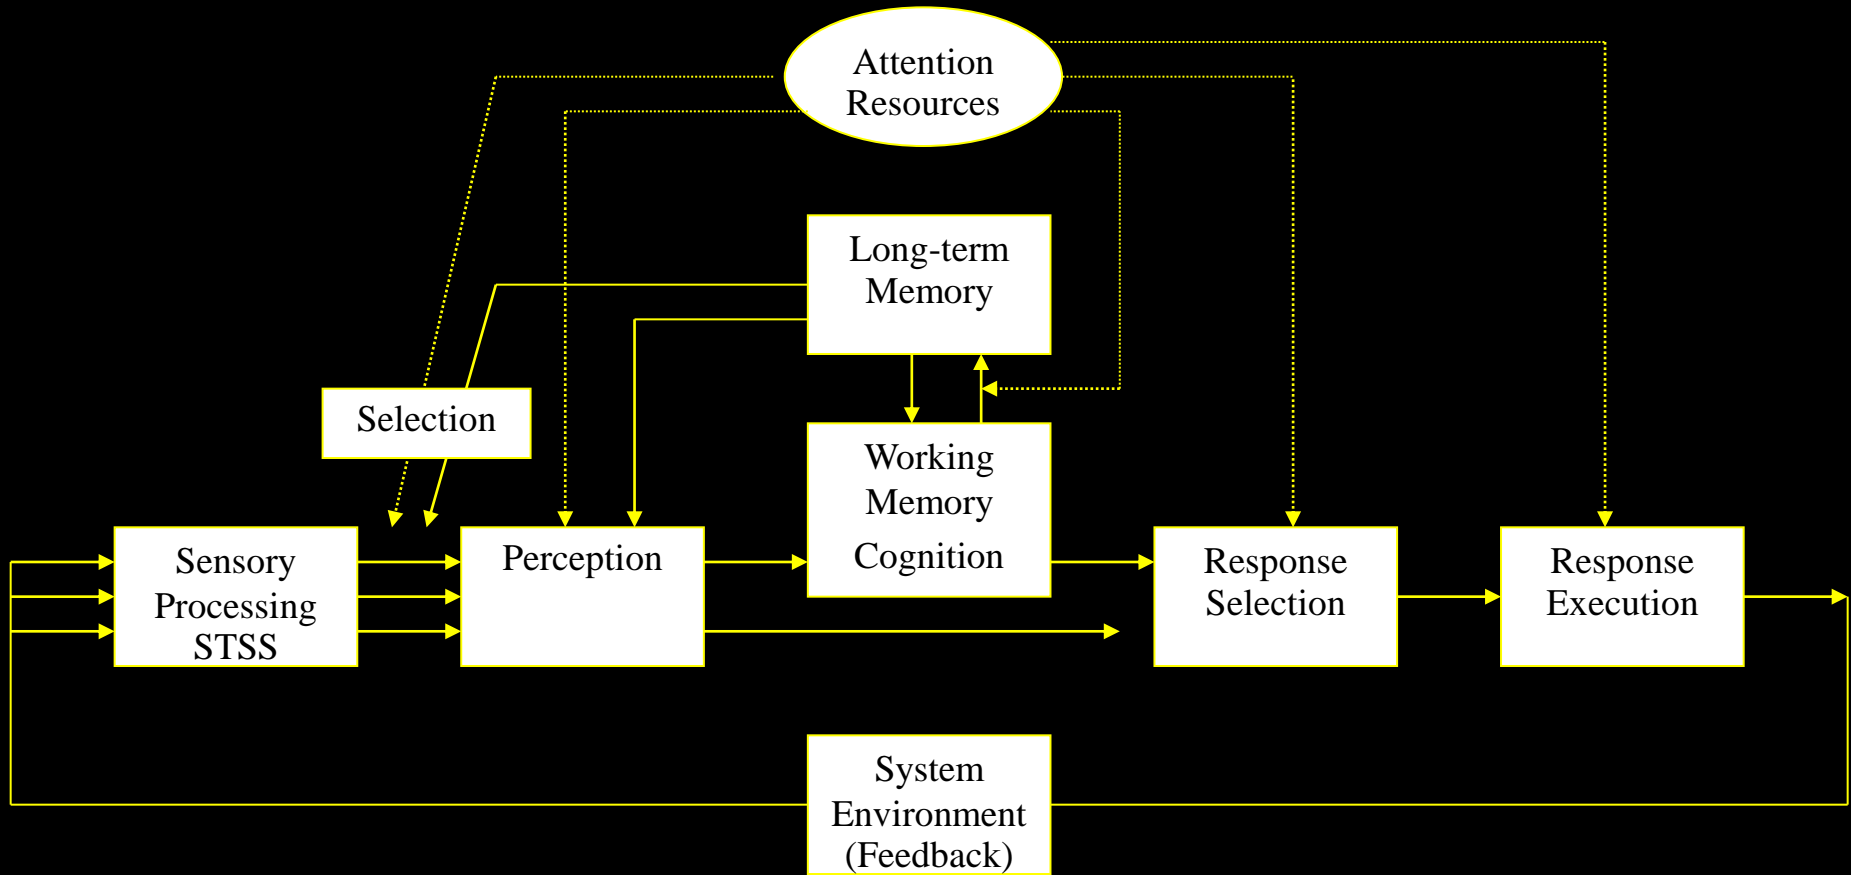 Attention
Resources
Long-term
Memory
Selection
Working
Memory
Cognition
Sensory
Processing
STSS
Perception
Response
Selection
Response
Execution
System
Environment
(Feedback)